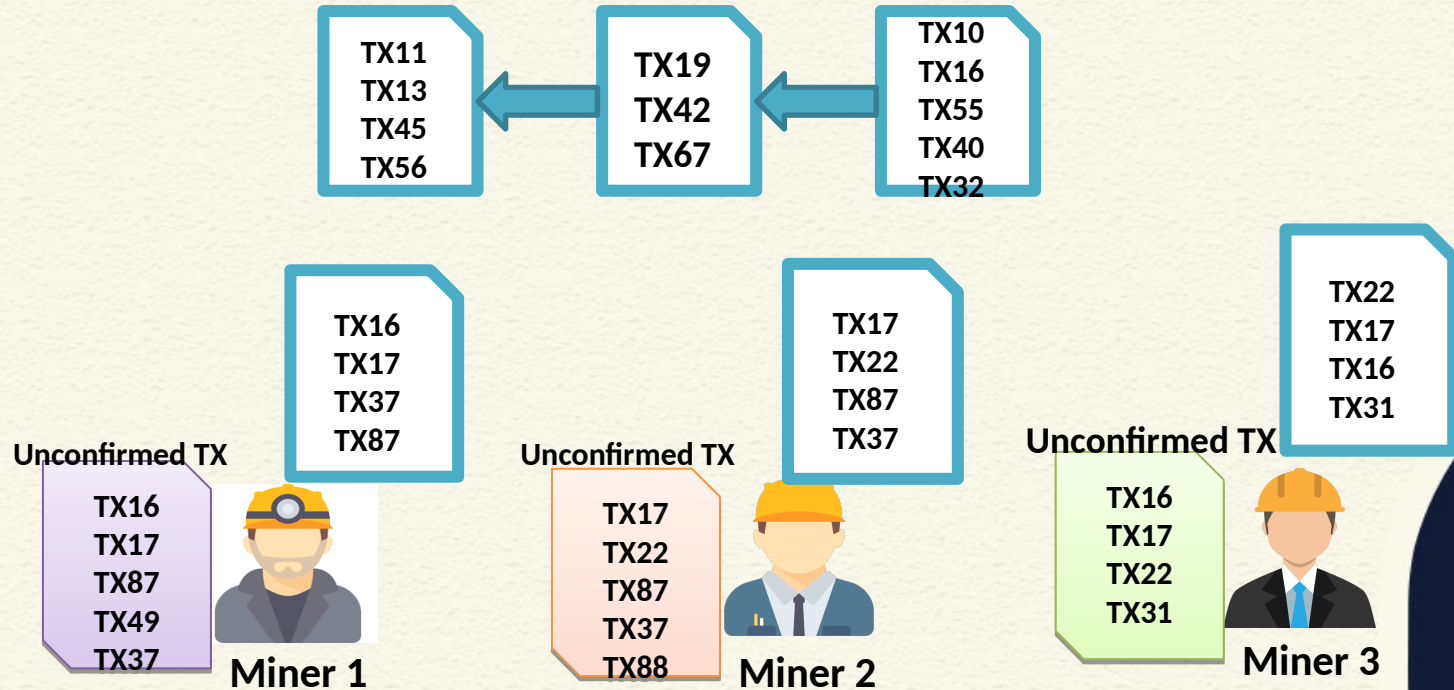 TX11
TX13
TX45
TX56
TX19
TX42
TX67
TX10
TX16
TX55
TX40
TX32
TX16
TX17
TX37
TX87
TX17
TX22
TX87
TX37
TX22
TX17
TX16
TX31
Unconfirmed TX
TX16
TX17
TX87
TX49
TX37
Miner 1
Unconfirmed TX
TX17
TX22
TX87
TX37
TX88
Miner 2
Unconfirmed TX
TX16
TX17
TX22
TX31
Miner 3